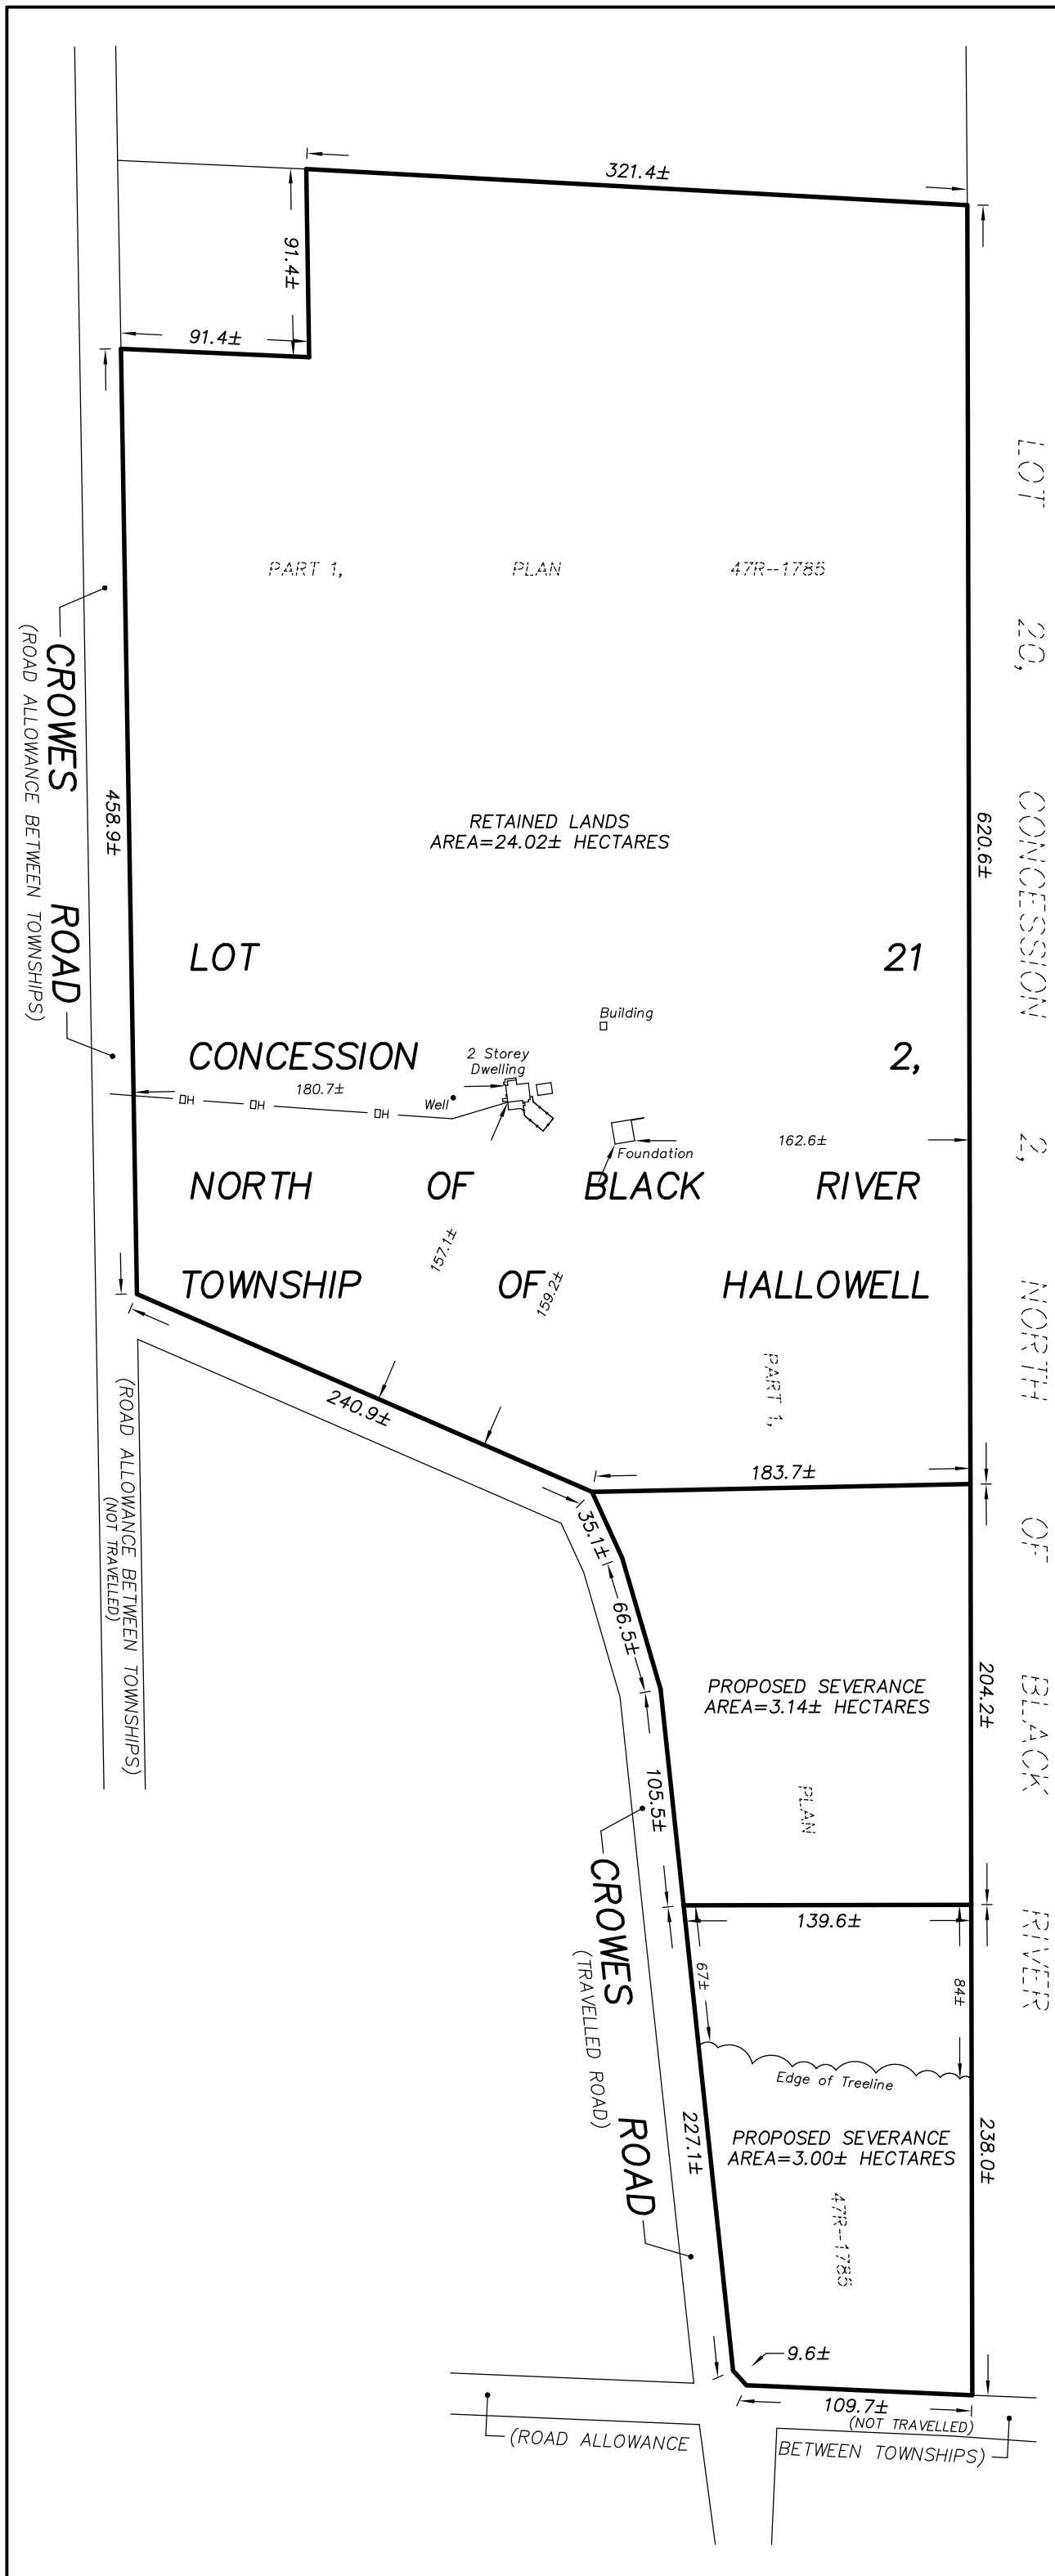 321.4±
91.4±
91.4±
LOT 20, CONCESSION 2, NORTH OF BLACK RIVER
PART 1, PLAN 47R-1785
CROWES ROAD
(ROAD ALLOWANCE BETWEEN TOWNSHIPS)
458.9±
620.6±
RETAINED LANDS
AREA=24.02± HECTARES
LOT 21
CONCESSION 2,
NORTH OF BLACK RIVER
TOWNSHIP OF HALLOWELL
Building
2 Storey
Dwelling
180.7±
OH OH OH
Well
Foundation
162.6±
157.1±
159.2±
240.9±
(ROAD ALLOWANCE BETWEEN TOWNSHIPS)
(NOT TRAVELLED)
PART 1, PLAN 47R-1785
183.7±
35.1±
66.5±
105.5±
204.2±
PROPOSED SEVERANCE
AREA=3.14± HECTARES
CROWES ROAD
(TRAVELLED ROAD)
139.6±
67±
84±
Edge of Treeline
227.1±
238.0±
PROPOSED SEVERANCE
AREA=3.00± HECTARES
9.6±
109.7±
(NOT TRAVELLED)
(ROAD ALLOWANCE BETWEEN TOWNSHIPS)